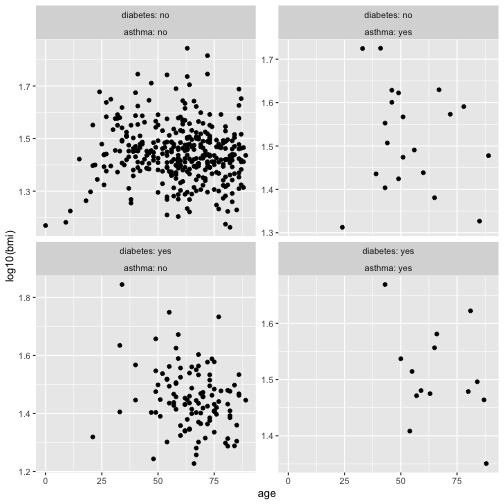 diabetes: no
asthma: no
diabetes: no
asthma: yes
1.7
1.5
1.3
1.7
1.6
1.5
1.4
1.3
log10(bmi)
diabetes: yes
asthma: no
diabetes: yes
asthma: yes
1.8
1.6
1.4
1.2
1.6
1.5
1.4
0
25
50
75
0
25
50
75
age